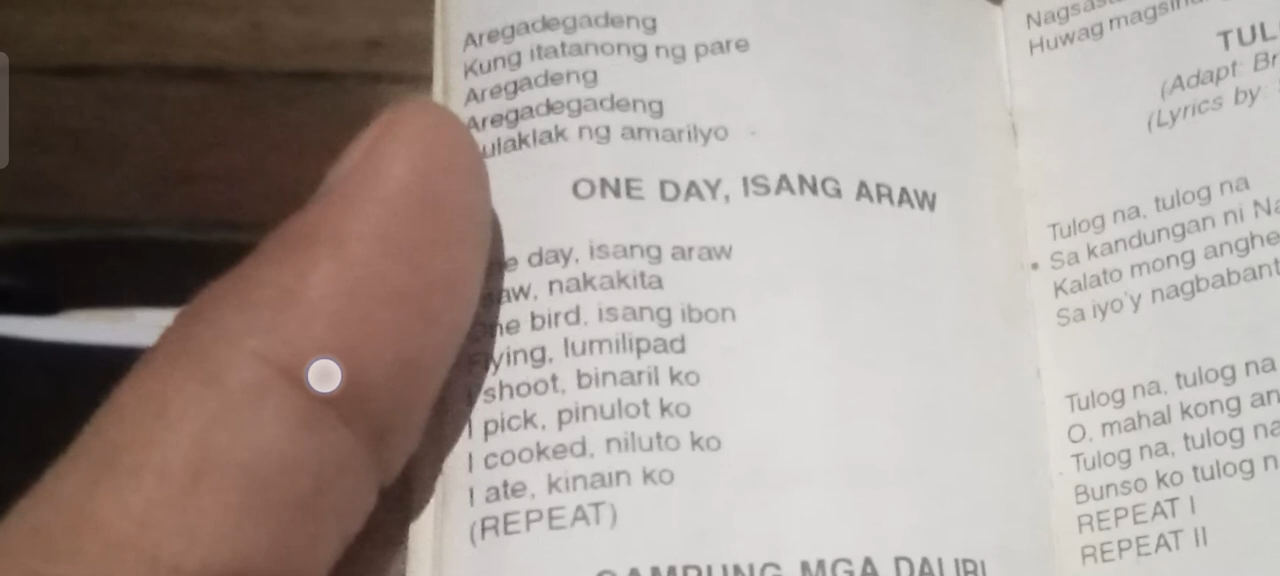 Aregadegadeng
Kung itatanong ng pare
Aregadeng
Aregadegadeng
ng amarilyo
ONE DAY, ISANG ARAW
day, isang araw
nakakita
bird, isang ibon
lumilipad
shoot, binaril ko
I pick, pinulot ko
I cooked, niluto ko
I ate, kinain ko
(REPEAT)
MGA
Huwag
(Adapt:
(Lyrics by:
Tulog na, tulog na
Sa kandungan ni
Kalato mong
Sa iyo'y
Tulog na, tulog na
O, mahal kong
Tulog na, tulog na
Bunso ko tulog
REPEAT I
REPEAT II